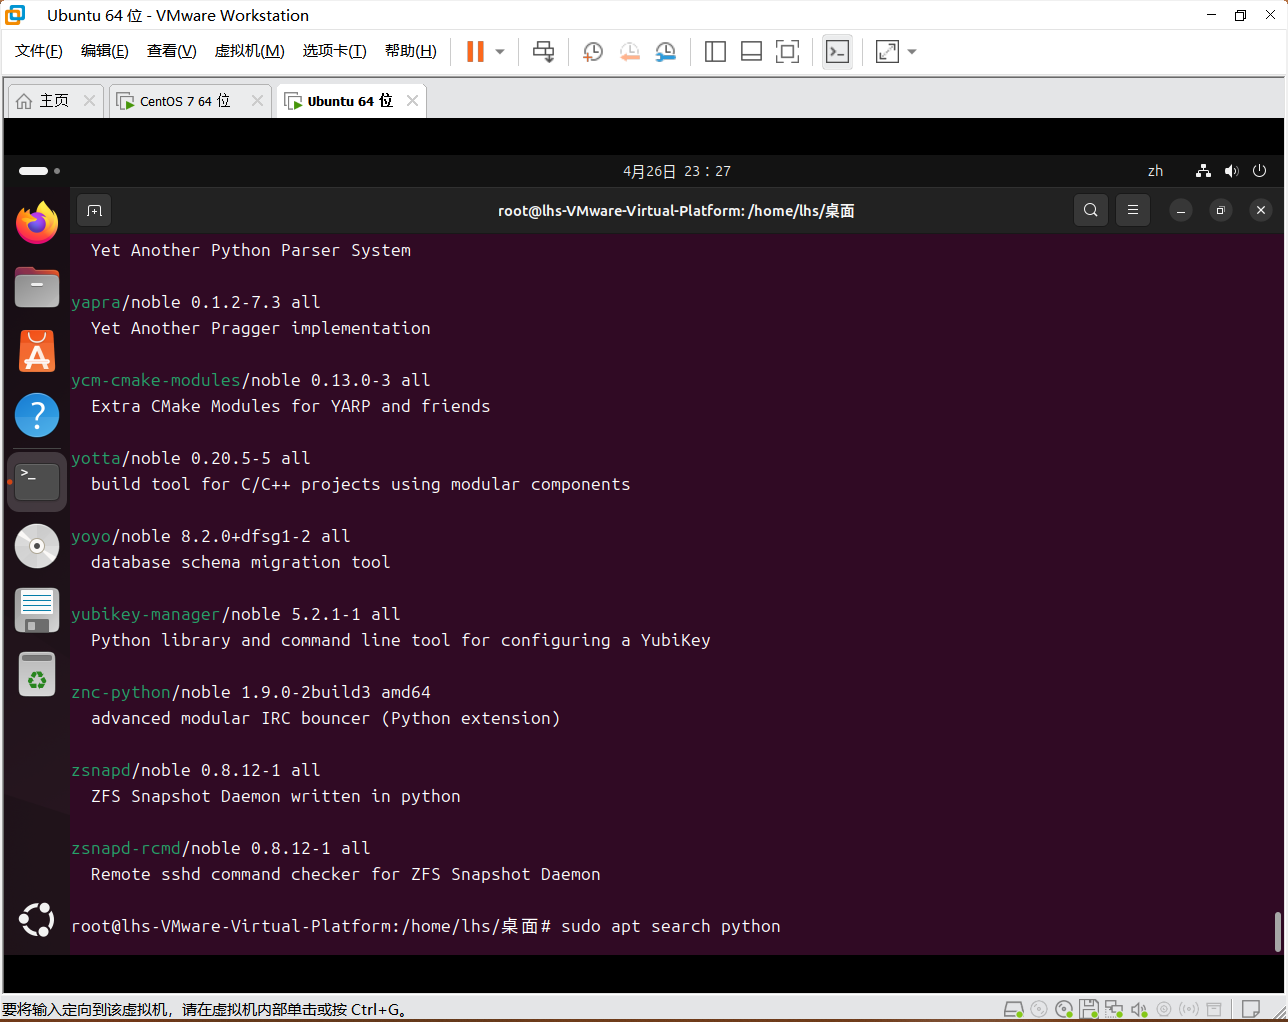 Ubuntu 64 位 - VMware Workstation
文件(F) 编辑(E) 查看(V) 虚拟机(M) 选项卡(T) 帮助(H)
主页 CentOS 7 64 位 Ubuntu 64 位
4月26日 23：27 zh
root@lhs-VMware-Virtual-Platform: /home/lhs/桌面
Yet Another Python Parser System
yapra/noble 0.1.2-7.3 all
Yet Another Pragger implementation
ycm-cmake-modules/noble 0.13.0-3 all
Extra CMake Modules for YARP and friends
yotta/noble 0.20.5-5 all
build tool for C/C++ projects using modular components
yoyo/noble 8.2.0+dfsg1-2 all
database schema migration tool
yubikey-manager/noble 5.2.1-1 all
Python library and command line tool for configuring a YubiKey
znc-python/noble 1.9.0-2build3 amd64
advanced modular IRC bouncer (Python extension)
zsnapd/noble 0.8.12-1 all
ZFS Snapshot Daemon written in python
zsnapd-rcmd/noble 0.8.12-1 all
Remote sshd command checker for ZFS Snapshot Daemon
root@lhs-VMware-Virtual-Platform:/home/lhs/桌面# sudo apt search python
要将输入定向到该虚拟机，请在虚拟机内部单击或按 Ctrl+G。